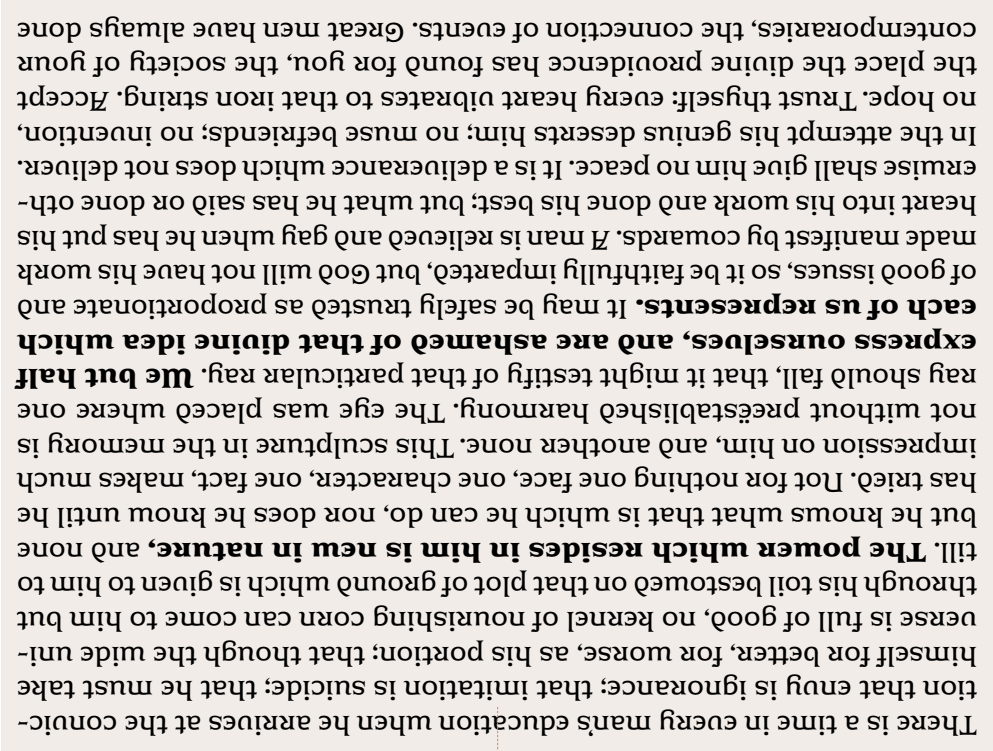 There is a time in every man's education when he arrives at the convic-
tion that envy is ignorance; that imitation is suicide; that he must take
himself for better, for worse, as his portion; that though the wide uni-
verse is full of good, no kernel of nourishing corn can come to him but
through his toil bestowed on that plot of ground which is given to him to
till. The power which resides in him is new in nature, and none
but he knows what that is which he can do, nor does he know until he
has tried. Not for nothing one face, one character, one fact, makes much
impression on him, and another none. This sculpture in the memory is
not without preëstablished harmony. The eye was placed where one
ray should fall, that it might testify of that particular ray. We but half
express ourselves, and are ashamed of that divine idea which
each of us represents. It may be safely trusted as proportionate and
of good issues, so it be faithfully imparted, but God will not have his work
made manifest by cowards. A man is relieved and gay when he has put his
heart into his work and done his best; but what he has said or done oth-
erwise shall give him no peace. It is a deliverance which does not deliver.
In the attempt his genius deserts him; no muse befriends; no invention,
no hope. Trust thyself: every heart vibrates to that iron string. Accept
the place the divine providence has found for you, the society of your
contemporaries, the connection of events. Great men have always done